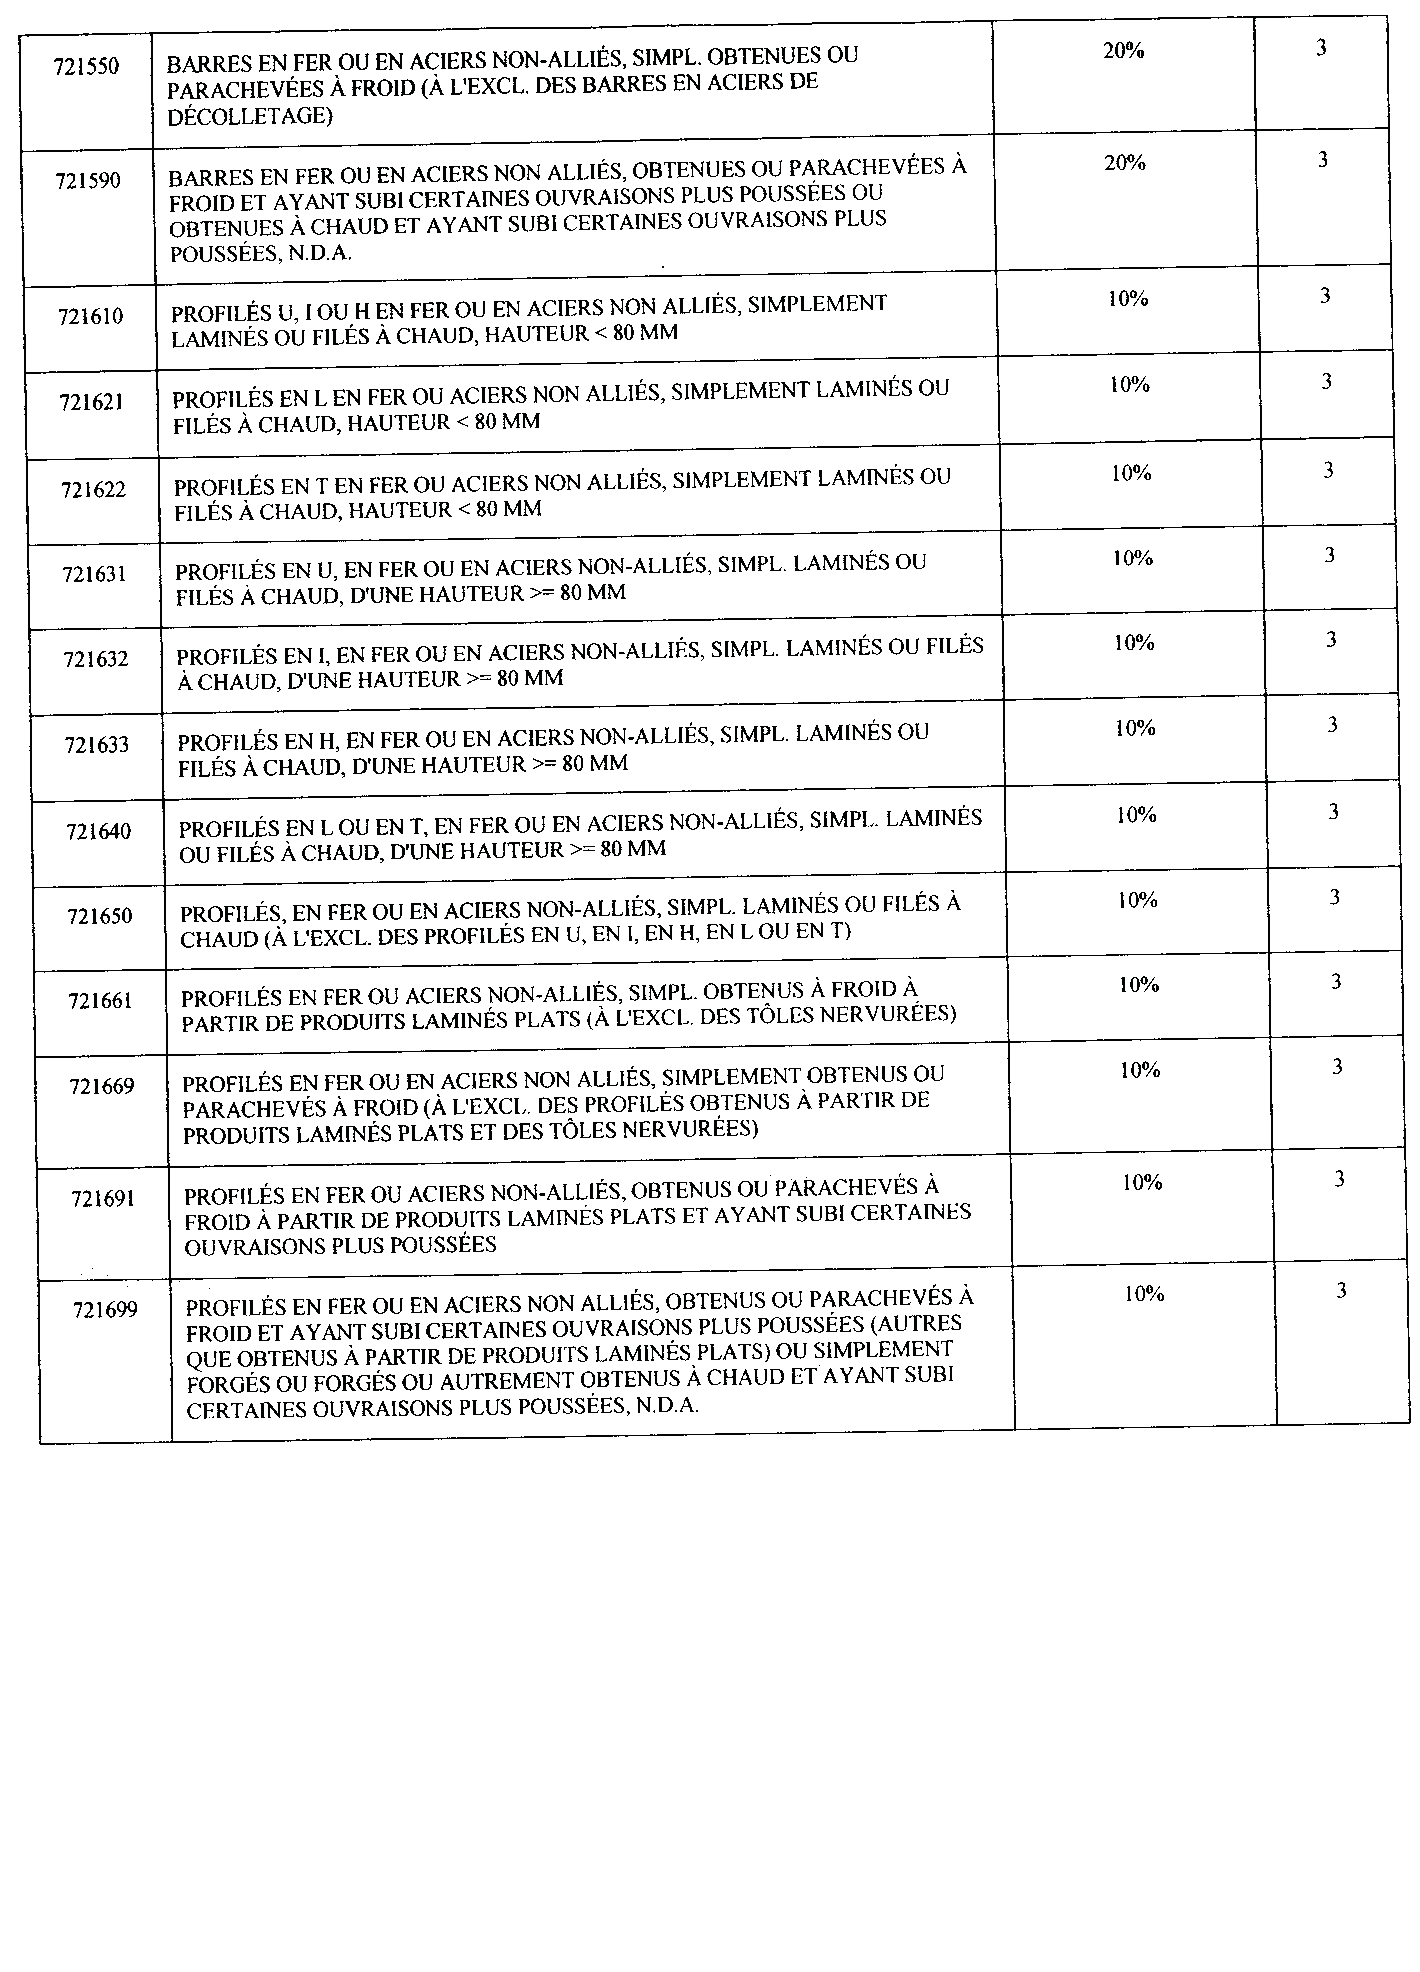 721550 BARRES EN FER OU EN ACIERS NON-ALLIÉS, SIMPL. OBTENUES OU 20% 3
PARACHEVÉES À FROID (À L'EXCL. DES BARRES EN ACIERS DE
DÉCOLLETAGE)
721590 BARRES EN FER OU EN ACIERS NON ALLIÉS, OBTENUES OU PARACHEVÉES À 20% 3
FROID ET AYANT SUBI CERTAINES OUVRAISONS PLUS POUSSÉES OU
OBTENUES À CHAUD ET AYANT SUBI CERTAINES OUVRAISONS PLUS
POUSSÉES, N.D.A.
721610 PROFILÉS U, I OU H EN FER OU EN ACIERS NON ALLIÉS, SIMPLEMENT 10% 3
LAMINÉS OU FILÉS À CHAUD, HAUTEUR < 80 MM
721621 PROFILÉS EN L EN FER OU ACIERS NON ALLIÉS, SIMPLEMENT LAMINÉS OU 10% 3
FILÉS À CHAUD, HAUTEUR < 80 MM
721622 PROFILÉS EN T EN FER OU ACIERS NON ALLIÉS, SIMPLEMENT LAMINÉS OU 10% 3
FILÉS À CHAUD, HAUTEUR < 80 MM
721631 PROFILÉS EN U, EN FER OU EN ACIERS NON-ALLIÉS, SIMPL. LAMINÉS OU 10% 3
FILÉS À CHAUD, D'UNE HAUTEUR >= 80 MM
721632 PROFILÉS EN I, EN FER OU EN ACIERS NON-ALLIÉS, SIMPL. LAMINÉS OU FILÉS 10% 3
À CHAUD, D'UNE HAUTEUR >= 80 MM
721633 PROFILÉS EN H, EN FER OU EN ACIERS NON-ALLIÉS, SIMPL. LAMINÉS OU 10% 3
FILÉS À CHAUD, D'UNE HAUTEUR >= 80 MM
721640 PROFILÉS EN L OU EN T, EN FER OU EN ACIERS NON-ALLIÉS, SIMPL. LAMINÉS 10% 3
OU FILÉS À CHAUD, D'UNE HAUTEUR >= 80 MM
721650 PROFILÉS, EN FER OU EN ACIERS NON-ALLIÉS, SIMPL. LAMINÉS OU FILÉS À 10% 3
CHAUD (À L'EXCL. DES PROFILÉS EN U, EN I, EN H, EN L OU EN T)
721661 PROFILÉS EN FER OU ACIERS NON-ALLIÉS, SIMPL. OBTENUS À FROID À 10% 3
PARTIR DE PRODUITS LAMINÉS PLATS (À L'EXCL. DES TÔLES NERVURÉES)
721669 PROFILÉS EN FER OU EN ACIERS NON ALLIÉS, SIMPLEMENT OBTENUS OU 10% 3
PARACHEVÉS À FROID (À L'EXCL. DES PROFILÉS OBTENUS À PARTIR DE
PRODUITS LAMINÉS PLATS ET DES TÔLES NERVURÉES)
721691 PROFILÉS EN FER OU ACIERS NON-ALLIÉS, OBTENUS OU PARACHEVÉS À 10% 3
FROID À PARTIR DE PRODUITS LAMINÉS PLATS ET AYANT SUBI CERTAINES
OUVRAISONS PLUS POUSSÉES
721699 PROFILÉS EN FER OU EN ACIERS NON ALLIÉS, OBTENUS OU PARACHEVÉS À 10% 3
FROID ET AYANT SUBI CERTAINES OUVRAISONS PLUS POUSSÉES (AUTRES
QUE OBTENUS À PARTIR DE PRODUITS LAMINÉS PLATS) OU SIMPLEMENT
FORGÉS OU FORGÉS OU AUTREMENT OBTENUS À CHAUD ET AYANT SUBI
CERTAINES OUVRAISONS PLUS POUSSÉES, N.D.A.